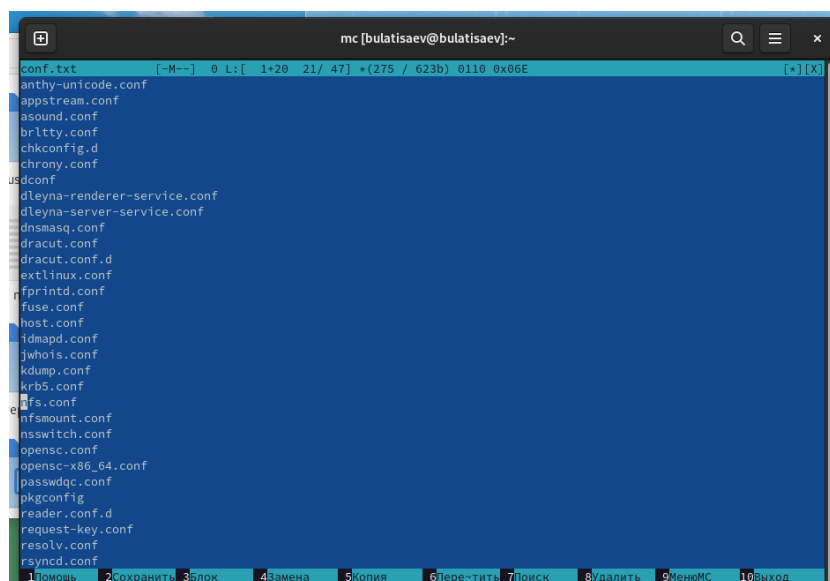 mc [bulatisaev@bulatisaev]:~
conf.txt [-M--] 0 L:[ 1+20 21/ 47] *(275 / 623b) 0110 0x06E [*][X]
anthy-unicode.conf
appstream.conf
asound.conf
brltty.conf
chkconfig.d
chrony.conf
dconf
dleyna-renderer-service.conf
dleyna-server-service.conf
dnsmasq.conf
dracut.conf
dracut.conf.d
extlinux.conf
fprintd.conf
fuse.conf
host.conf
idmapd.conf
jwhois.conf
kdump.conf
krb5.conf
nfs.conf
nfsmount.conf
nsswitch.conf
opensc.conf
opensc-x86_64.conf
passwdqc.conf
pkgconfig
reader.conf.d
request-key.conf
resolv.conf
rsyncd.conf
1Помощь 2Сохранить 3Блок 4Замена 5Копия 6Пере~тить 7Поиск 8Удалить 9МенюMC 10Выход